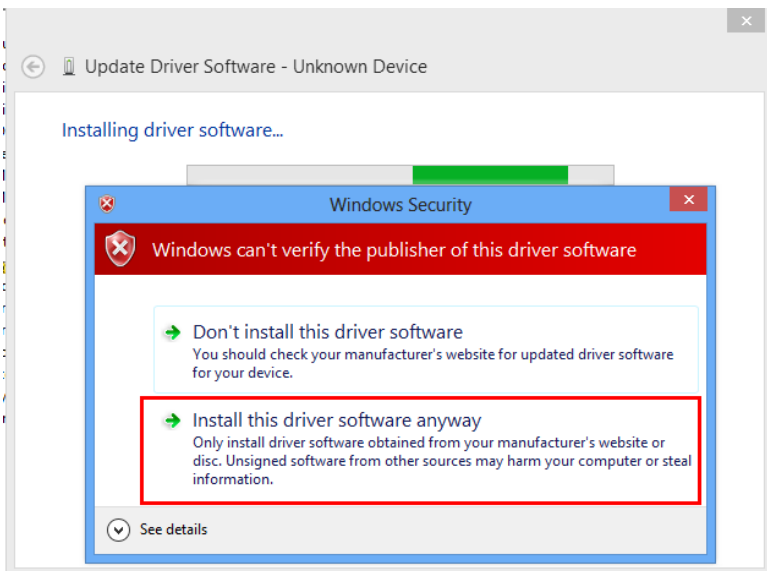 Update Driver Software - Unknown Device
Installing driver software...
Windows Security
Windows can't verify the publisher of this driver software
Don't install this driver software
You should check your manufacturer's website for updated driver software
for your device.
Install this driver software anyway
Only install driver software obtained from your manufacturer's website or
disc. Unsigned software from other sources may harm your computer or steal
information.
See details